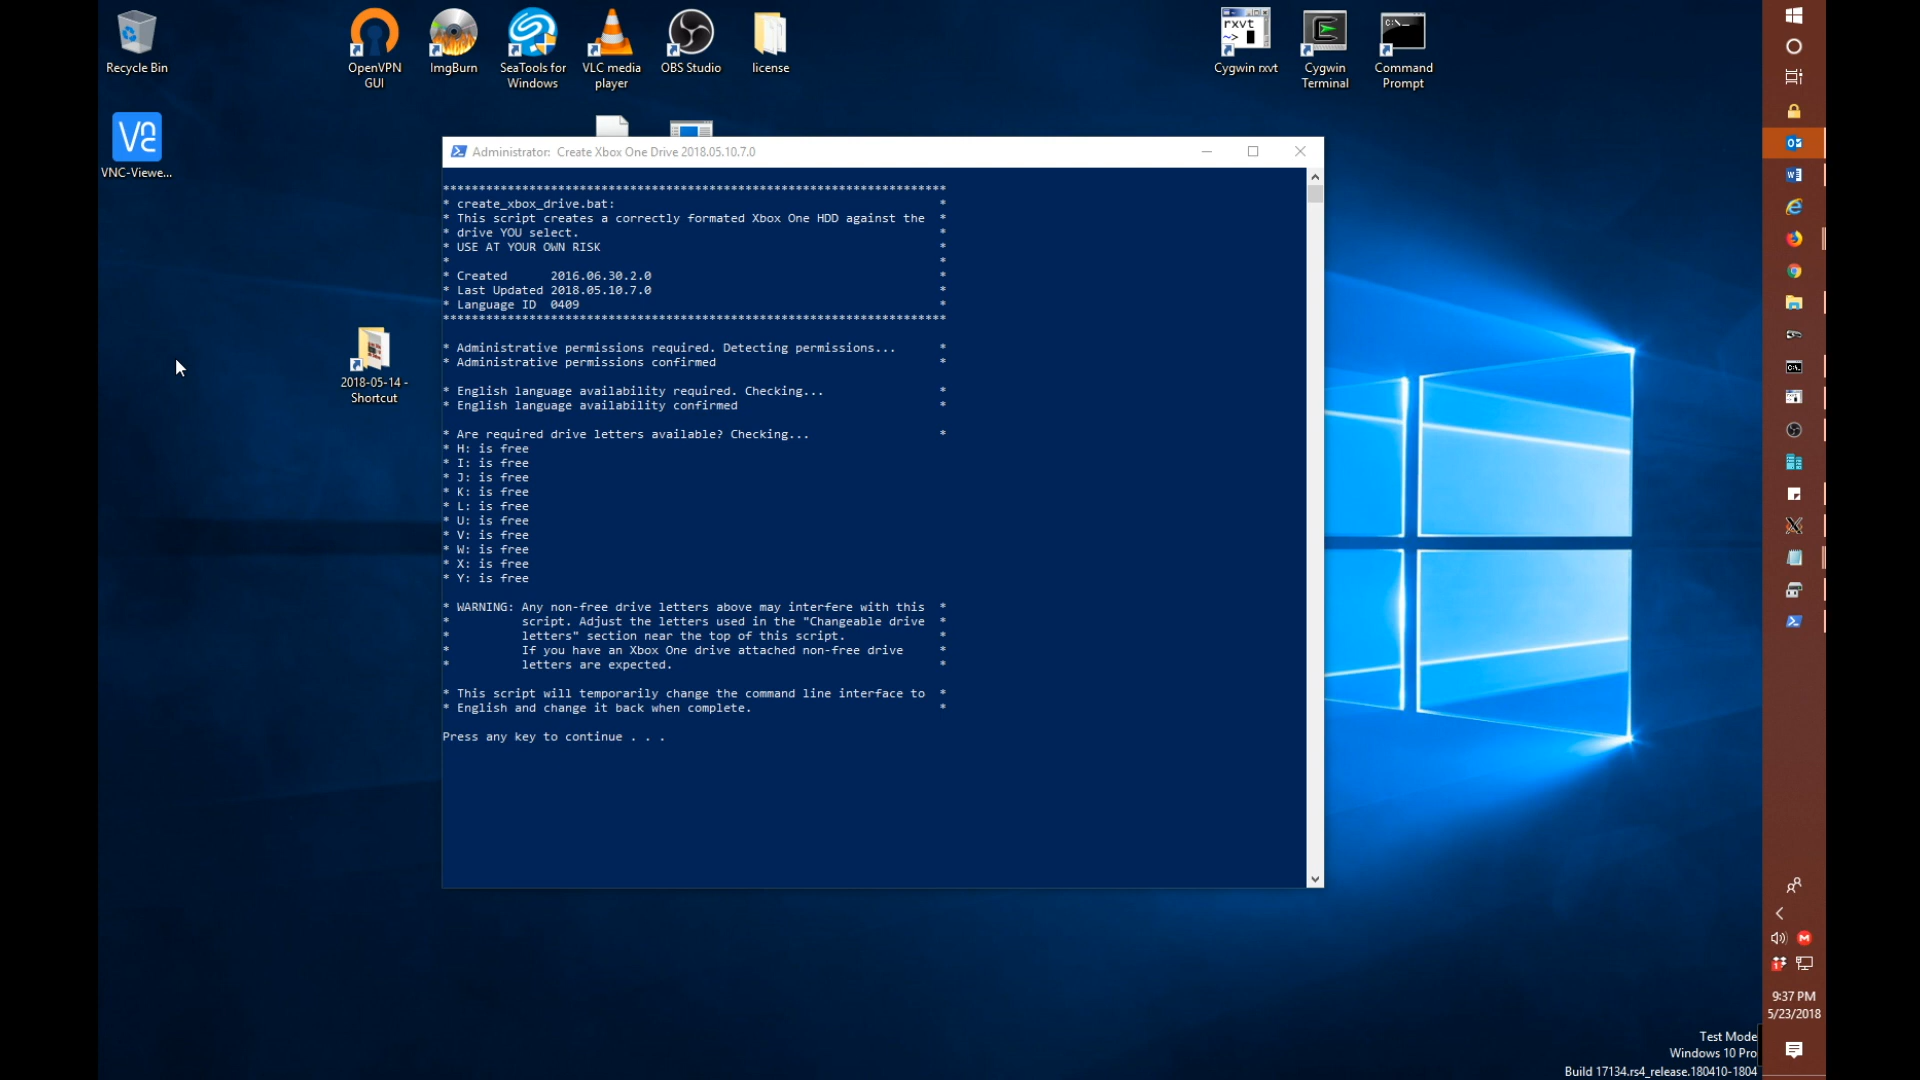 Recycle Bin
OpenVPN
GUI
ImgBurn
SeaTools for
Windows
VLC media
player
OBS Studio
license
rxvt
~>
Cygwin rxvt
Cygwin
Terminal
C:\_
Command
Prompt
VNC-Viewe...
2018-05-14 -
Shortcut
Administrator:  Create Xbox One Drive 2018.05.10.7.0
**********************************************************************
* create_xbox_drive.bat:                                             *
* This script creates a correctly formated Xbox One HDD against the  *
* drive YOU select.                                                  *
* USE AT YOUR OWN RISK                                               *
*                                                                    *
* Created      2016.06.30.2.0                                        *
* Last Updated 2018.05.10.7.0                                        *
* Language ID  0409                                                  *
**********************************************************************
* Administrative permissions required. Detecting permissions...      *
* Administrative permissions confirmed                               *
* English language availability required. Checking...                *
* English language availability confirmed                            *
* Are required drive letters available? Checking...                  *
* H: is free
* I: is free
* J: is free
* K: is free
* L: is free
* U: is free
* V: is free
* W: is free
* X: is free
* Y: is free
* WARNING: Any non-free drive letters above may interfere with this  *
*          script. Adjust the letters used in the "Changeable drive  *
*          letters" section near the top of this script.             *
*          If you have an Xbox One drive attached non-free drive     *
*          letters are expected.                                     *
* This script will temporarily change the command line interface to  *
* English and change it back when complete.                          *
Press any key to continue . . .
9:37 PM
5/23/2018
Test Mode
Windows 10 Pro
Build 17134.rs4_release.180410-1804